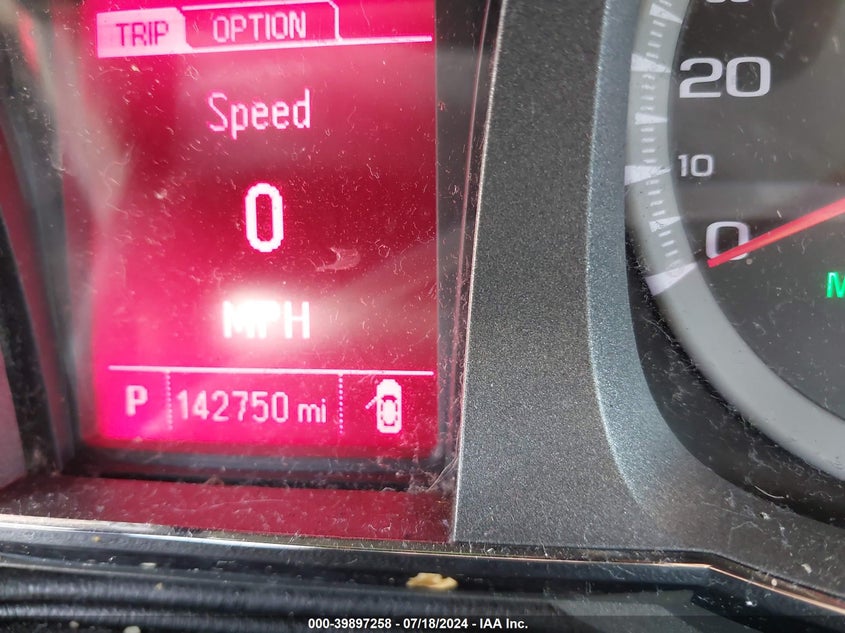 TRIP OPTION
Speed
0
MPH
P 142750 mi
20
10
0
M
000-39897258 - 07/18/2024 - IAA Inc.